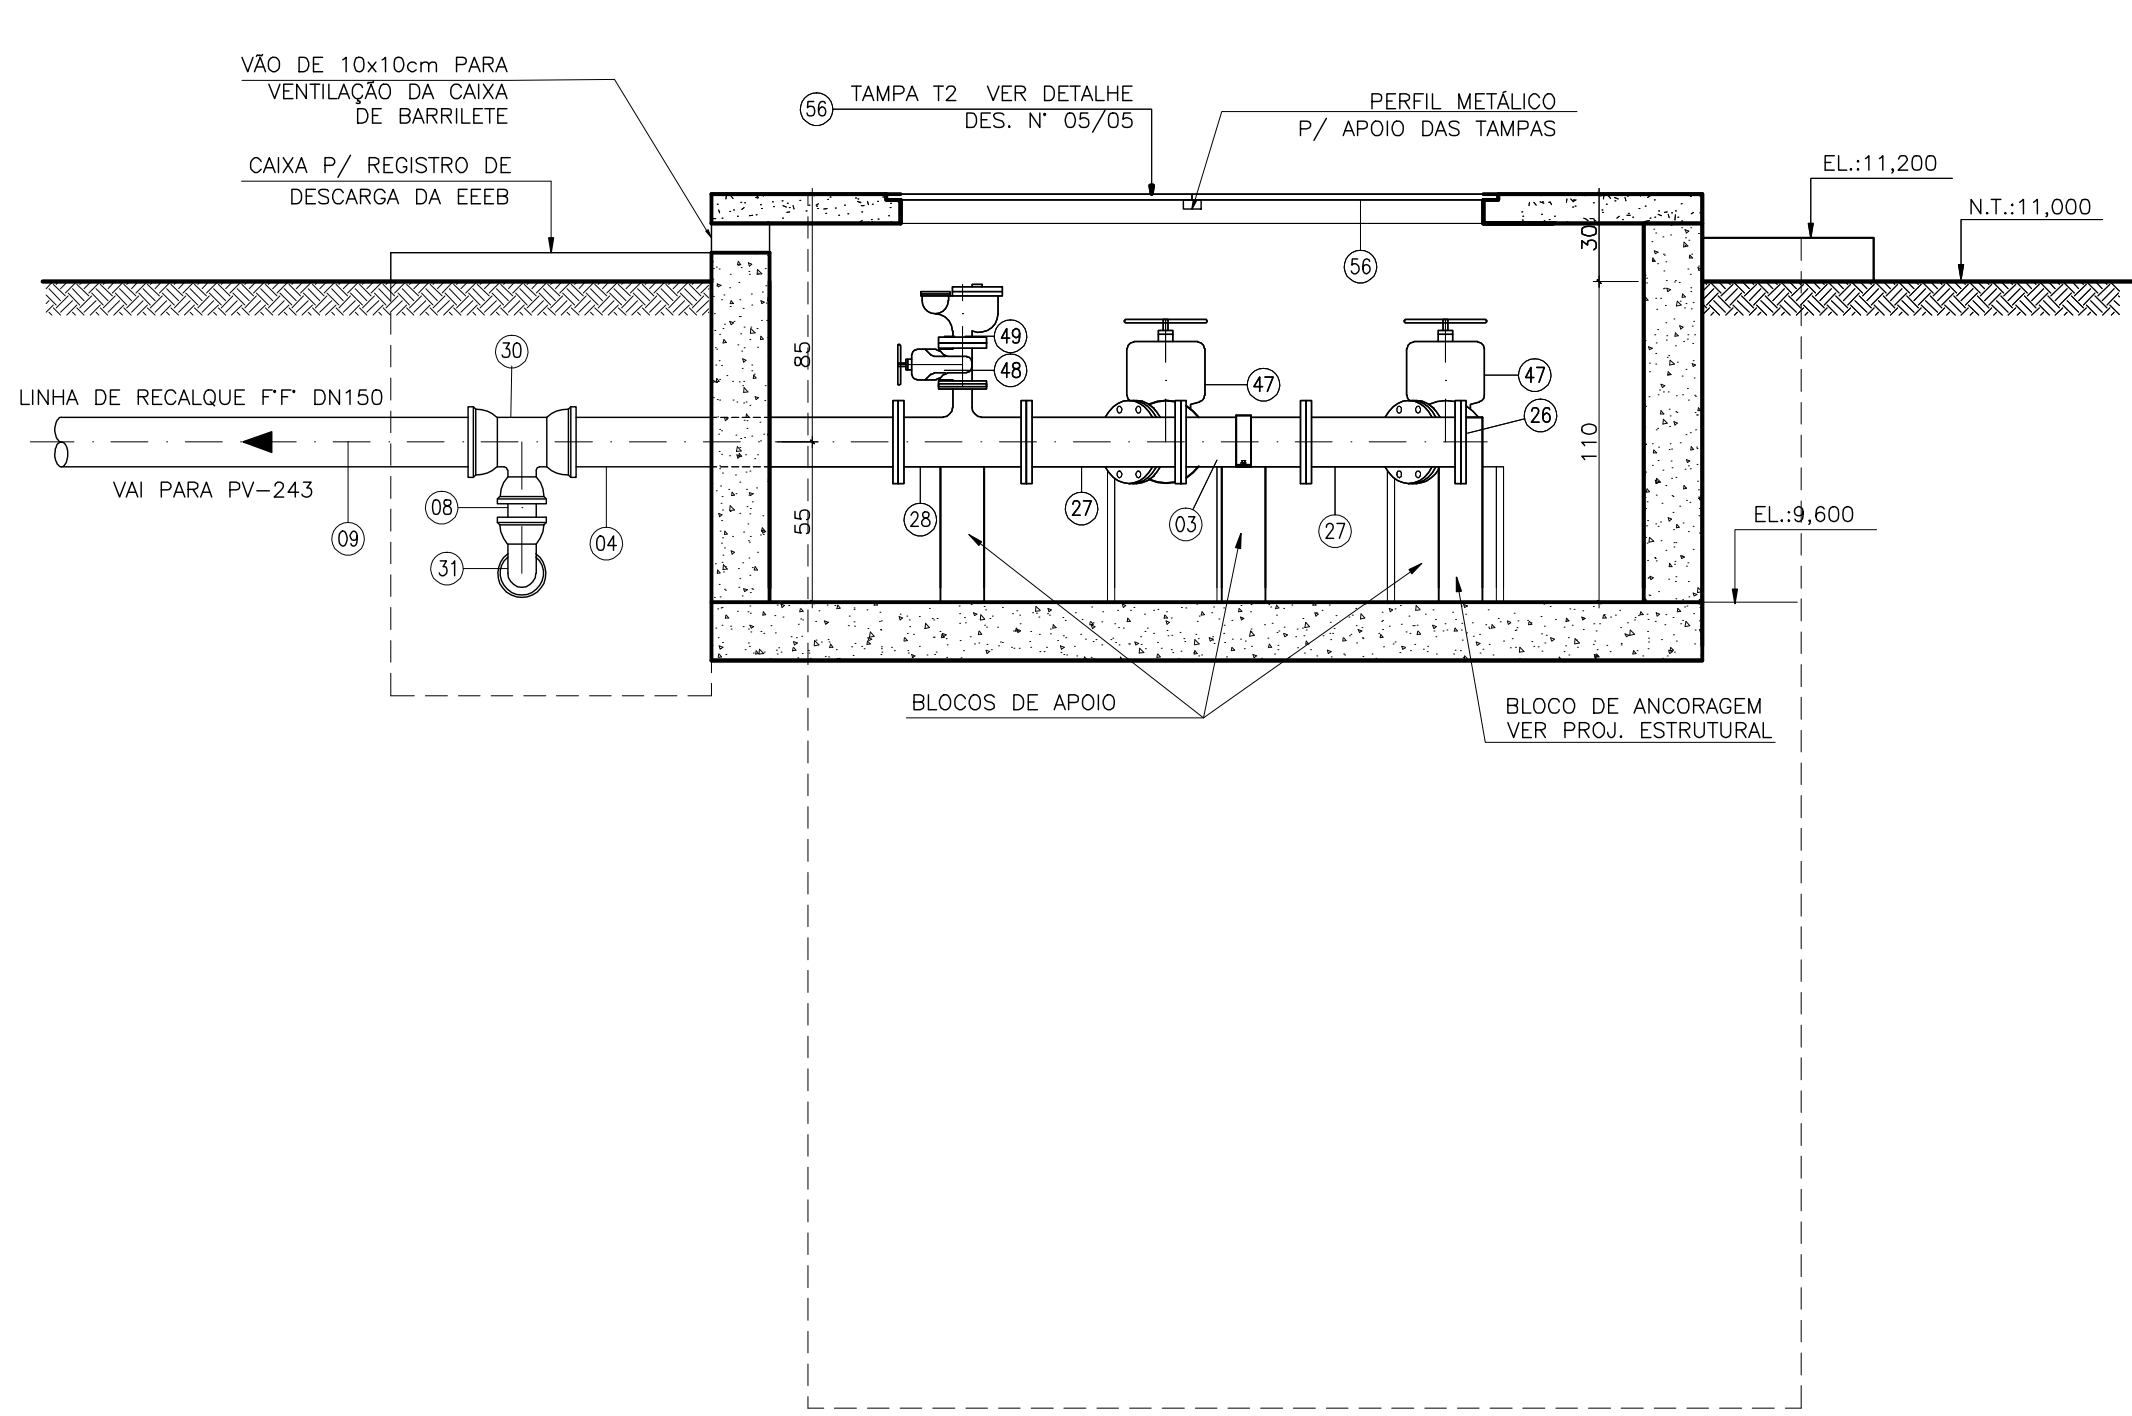 VÃO DE 10x10cm PARA
VENTILAÇÃO DA CAIXA
DE BARRILETE
CAIXA P/ REGISTRO DE
DESCARGA DA EEEB
56
TAMPA T2 VER DETALHE
DES. N° 05/05
PERFIL METÁLICO
P/ APOIO DAS TAMPAS
EL.:11,200
N.T.:11,000
30
56
85
49
48
47
47
26
30
LINHA DE RECALQUE F°F° DN150
110
VAI PARA PV-243
08
09
04
31
55
28
27
03
27
EL.:9,600
BLOCOS DE APOIO
BLOCO DE ANCORAGEM
VER PROJ. ESTRUTURAL